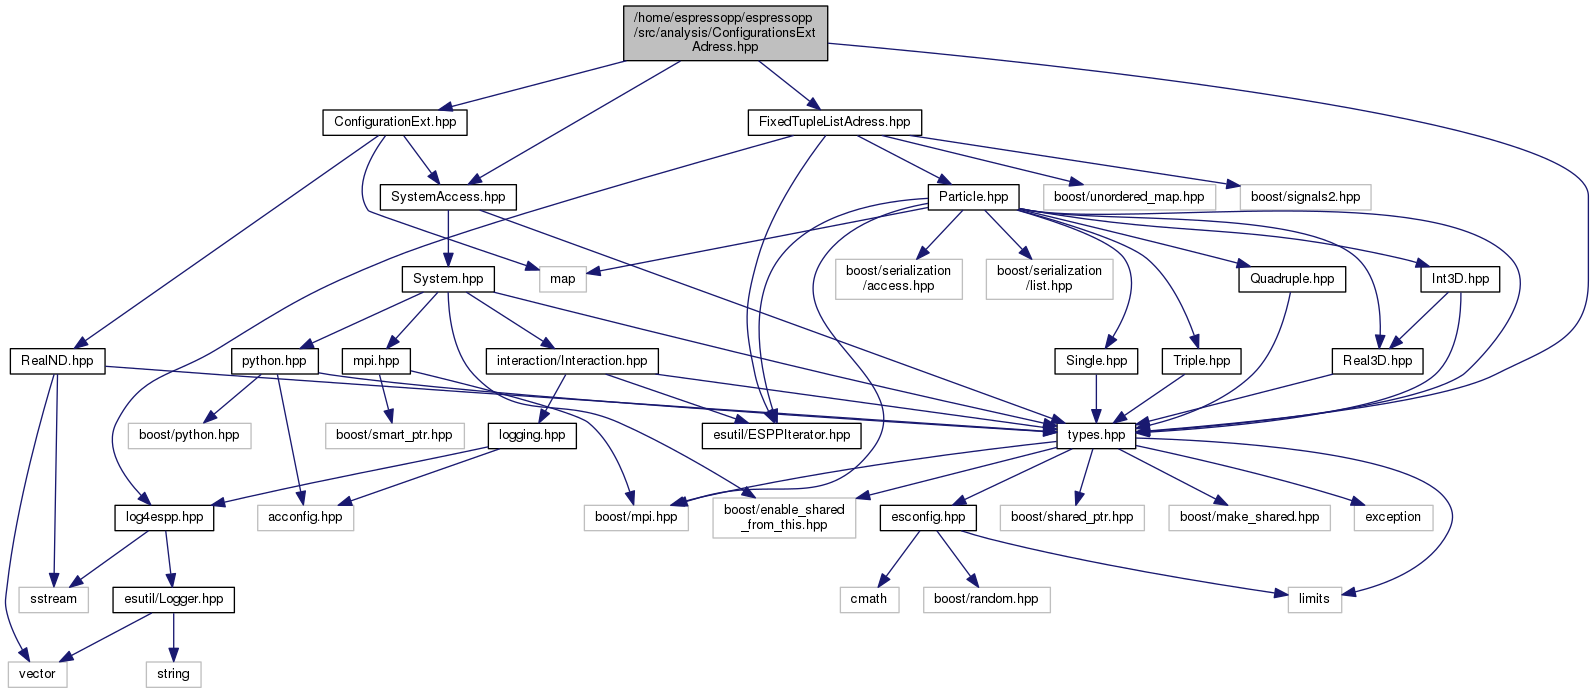 /home/espressopp/espressopp
/src/analysis/ConfigurationsExt
Adress.hpp
ConfigurationExt.hpp
FixedTupleListAdress.hpp
SystemAccess.hpp
Particle.hpp
boost/unordered_map.hpp
boost/signals2.hpp
System.hpp
map
boost/serialization
/access.hpp
boost/serialization
/list.hpp
Quadruple.hpp
Int3D.hpp
RealND.hpp
python.hpp
mpi.hpp
interaction/Interaction.hpp
Single.hpp
Triple.hpp
Real3D.hpp
boost/python.hpp
boost/smart_ptr.hpp
logging.hpp
esutil/ESPPIterator.hpp
types.hpp
log4espp.hpp
acconfig.hpp
boost/mpi.hpp
boost/enable_shared
_from_this.hpp
esconfig.hpp
boost/shared_ptr.hpp
boost/make_shared.hpp
exception
sstream
esutil/Logger.hpp
cmath
boost/random.hpp
limits
vector
string